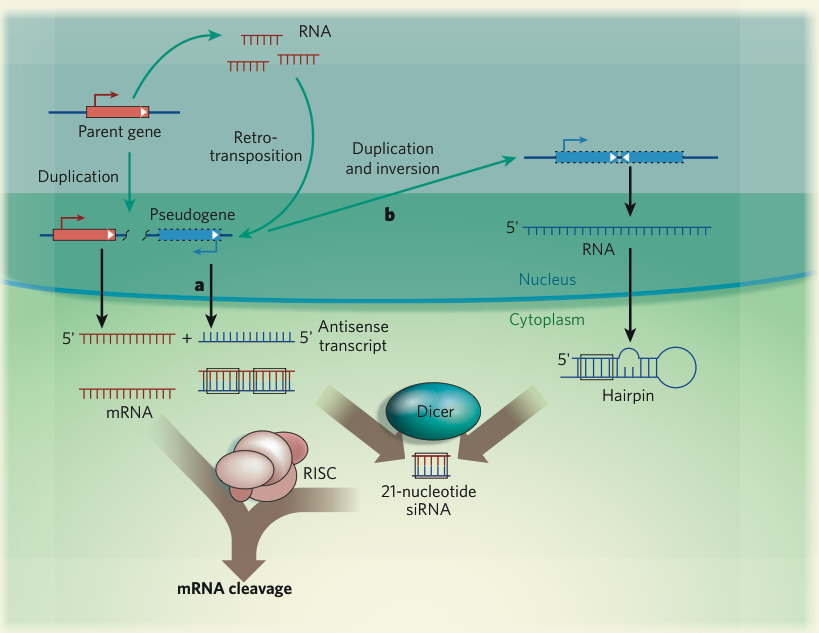 RNA
Parent gene
Retro-
transposition
Duplication
and inversion
Duplication
Pseudogene
b
5'
RNA
a
Nucleus
Cytoplasm
5'
+
5'
Antisense
transcript
5'
Hairpin
mRNA
Dicer
RISC
21-nucleotide
siRNA
mRNA cleavage